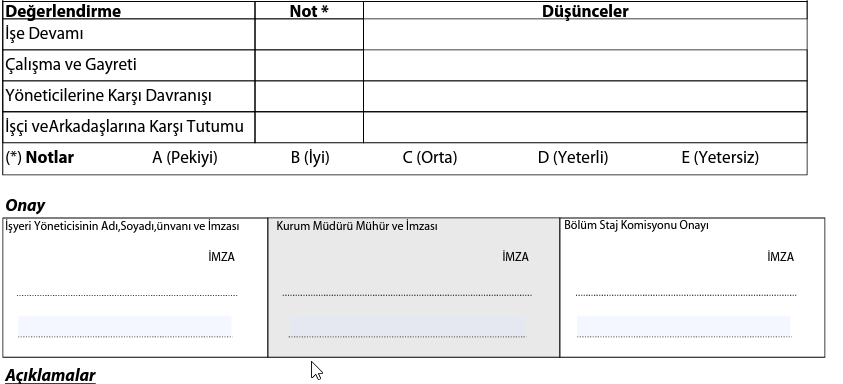 Değerlendirme Not * Düşünceler
İşe Devamı
Çalışma ve Gayreti
Yöneticilerine Karşı Davranışı
İşçi veArkadaşlarına Karşı Tutumu
(*) Notlar A (Pekiyi) B (İyi) C (Orta) D (Yeterli) E (Yetersiz)
Onay
İşyeri Yöneticisinin Adı,Soyadı,ünvanı ve İmzası Kurum Müdürü Mühür ve İmzası Bölüm Staj Komisyonu Onayı
İMZA İMZA İMZA
Açıklamalar